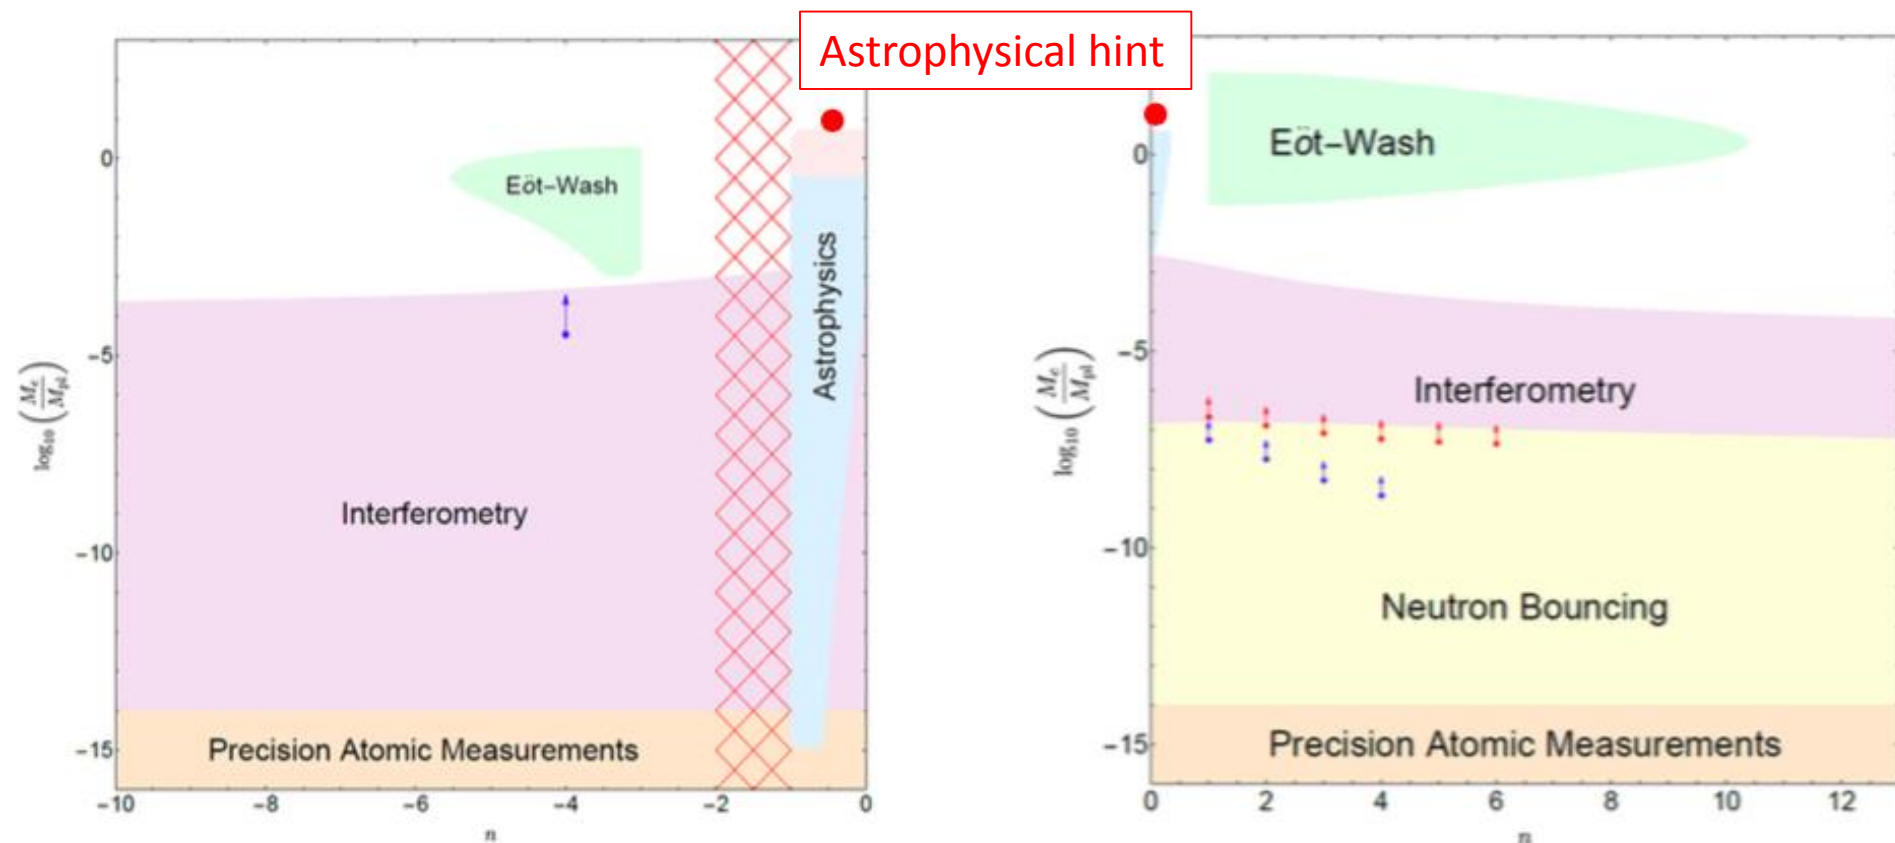 Astrophysical hint
0
-5
-10
-15
log₁₀ (Mc/Mpl)
Eöt-Wash
Astrophysics
Interferometry
Precision Atomic Measurements
-10 -8 -6 -4 -2 0
n
0
-5
-10
-15
log₁₀ (Mc/Mpl)
Eöt-Wash
Interferometry
Neutron Bouncing
Precision Atomic Measurements
0 2 4 6 8 10 12
n